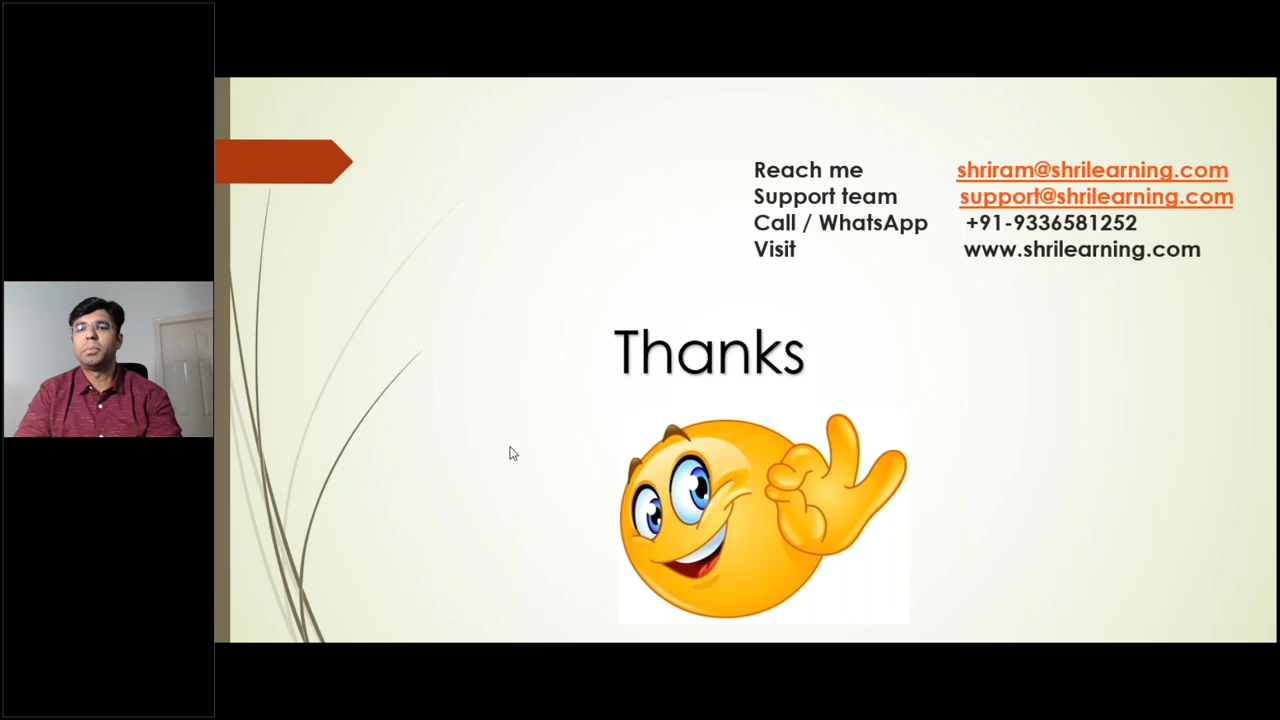 Reach me shriram@shrilearning.com
Support team support@shrilearning.com
Call / WhatsApp +91-9336581252
Visit www.shrilearning.com
Thanks